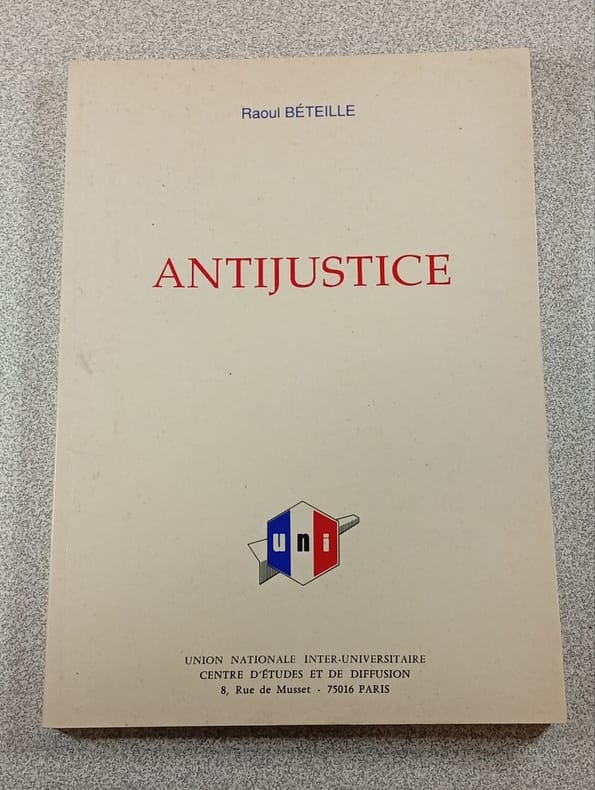 Raoul BÉTEILLE
ANTIJUSTICE
uni
UNION NATIONALE INTER-UNIVERSITAIRE
CENTRE D'ÉTUDES ET DE DIFFUSION
8, Rue de Musset - 75016 PARIS